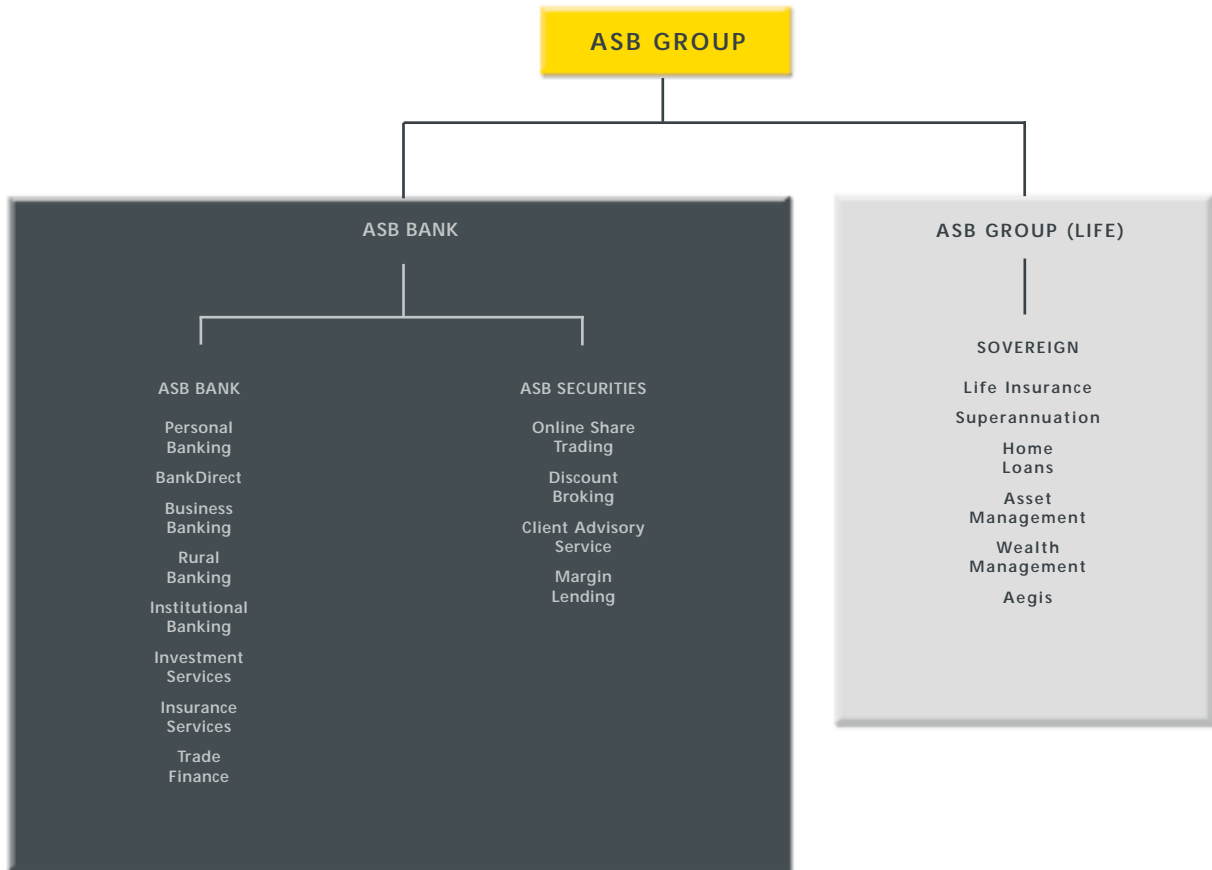 ASB GROUP
ASB BANK
ASB BANK
Personal
Banking
BankDirect
Business
Banking
Rural
Banking
Institutional
Banking
Investment
Services
Insurance
Services
Trade
Finance
ASB SECURITIES
Online Share
Trading
Discount
Broking
Client Advisory
Service
Margin
Lending
ASB GROUP (LIFE)
SOVEREIGN
Life Insurance
Superannuation
Home
Loans
Asset
Management
Wealth
Management
Aegis